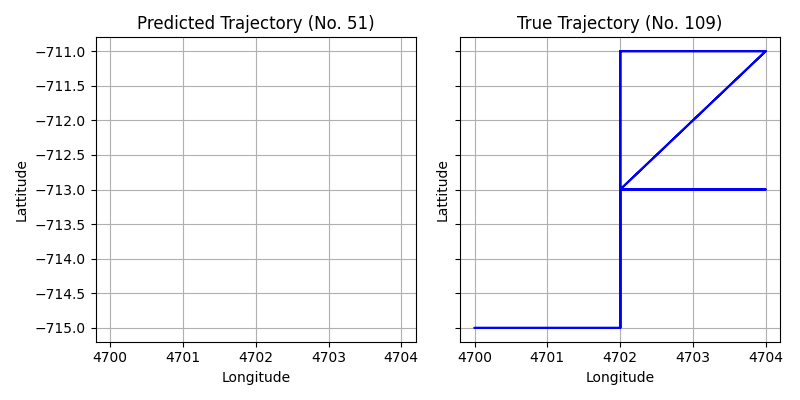 Predicted Trajectory (No. 51)
True Trajectory (No. 109)
−711.0
−711.5
−712.0
−712.5
−713.0
−713.5
−714.0
−714.5
−715.0
Lattitude
Lattitude
4700 4701 4702 4703 4704
4700 4701 4702 4703 4704
Longitude
Longitude